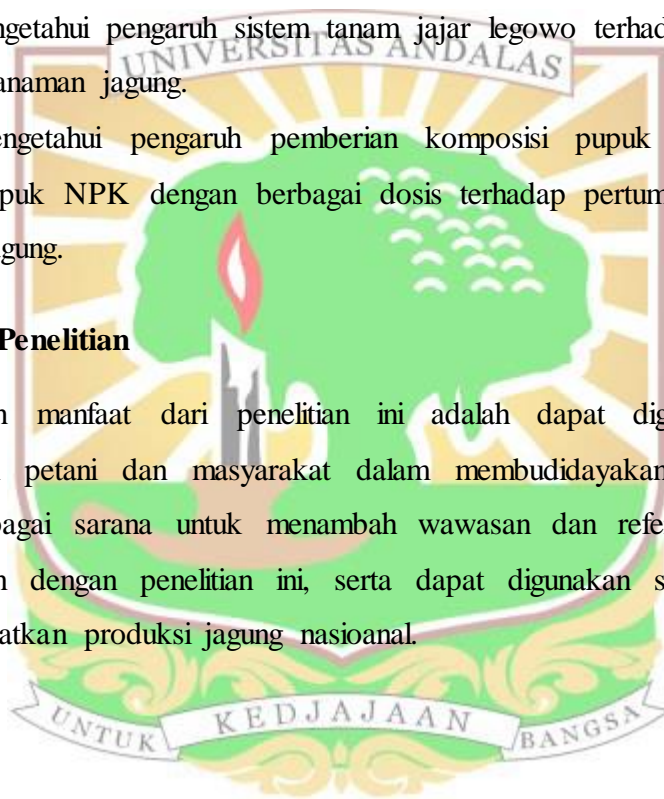 ngetahui pengaruh sistem tanam jajar legowo terhad
UNIVERSITAS ANDALAS
anaman jagung.
engetahui pengaruh pemberian komposisi pupuk
puk NPK dengan berbagai dosis terhadap pertum
gung.
Penelitian
n manfaat dari penelitian ini adalah dapat dig
petani dan masyarakat dalam membudidayakan
bagai sarana untuk menambah wawasan dan refe
n dengan penelitian ini, serta dapat digunakan s
atkan produksi jagung nasioanal.
UNTUK KEDJAJAAN BANGSA